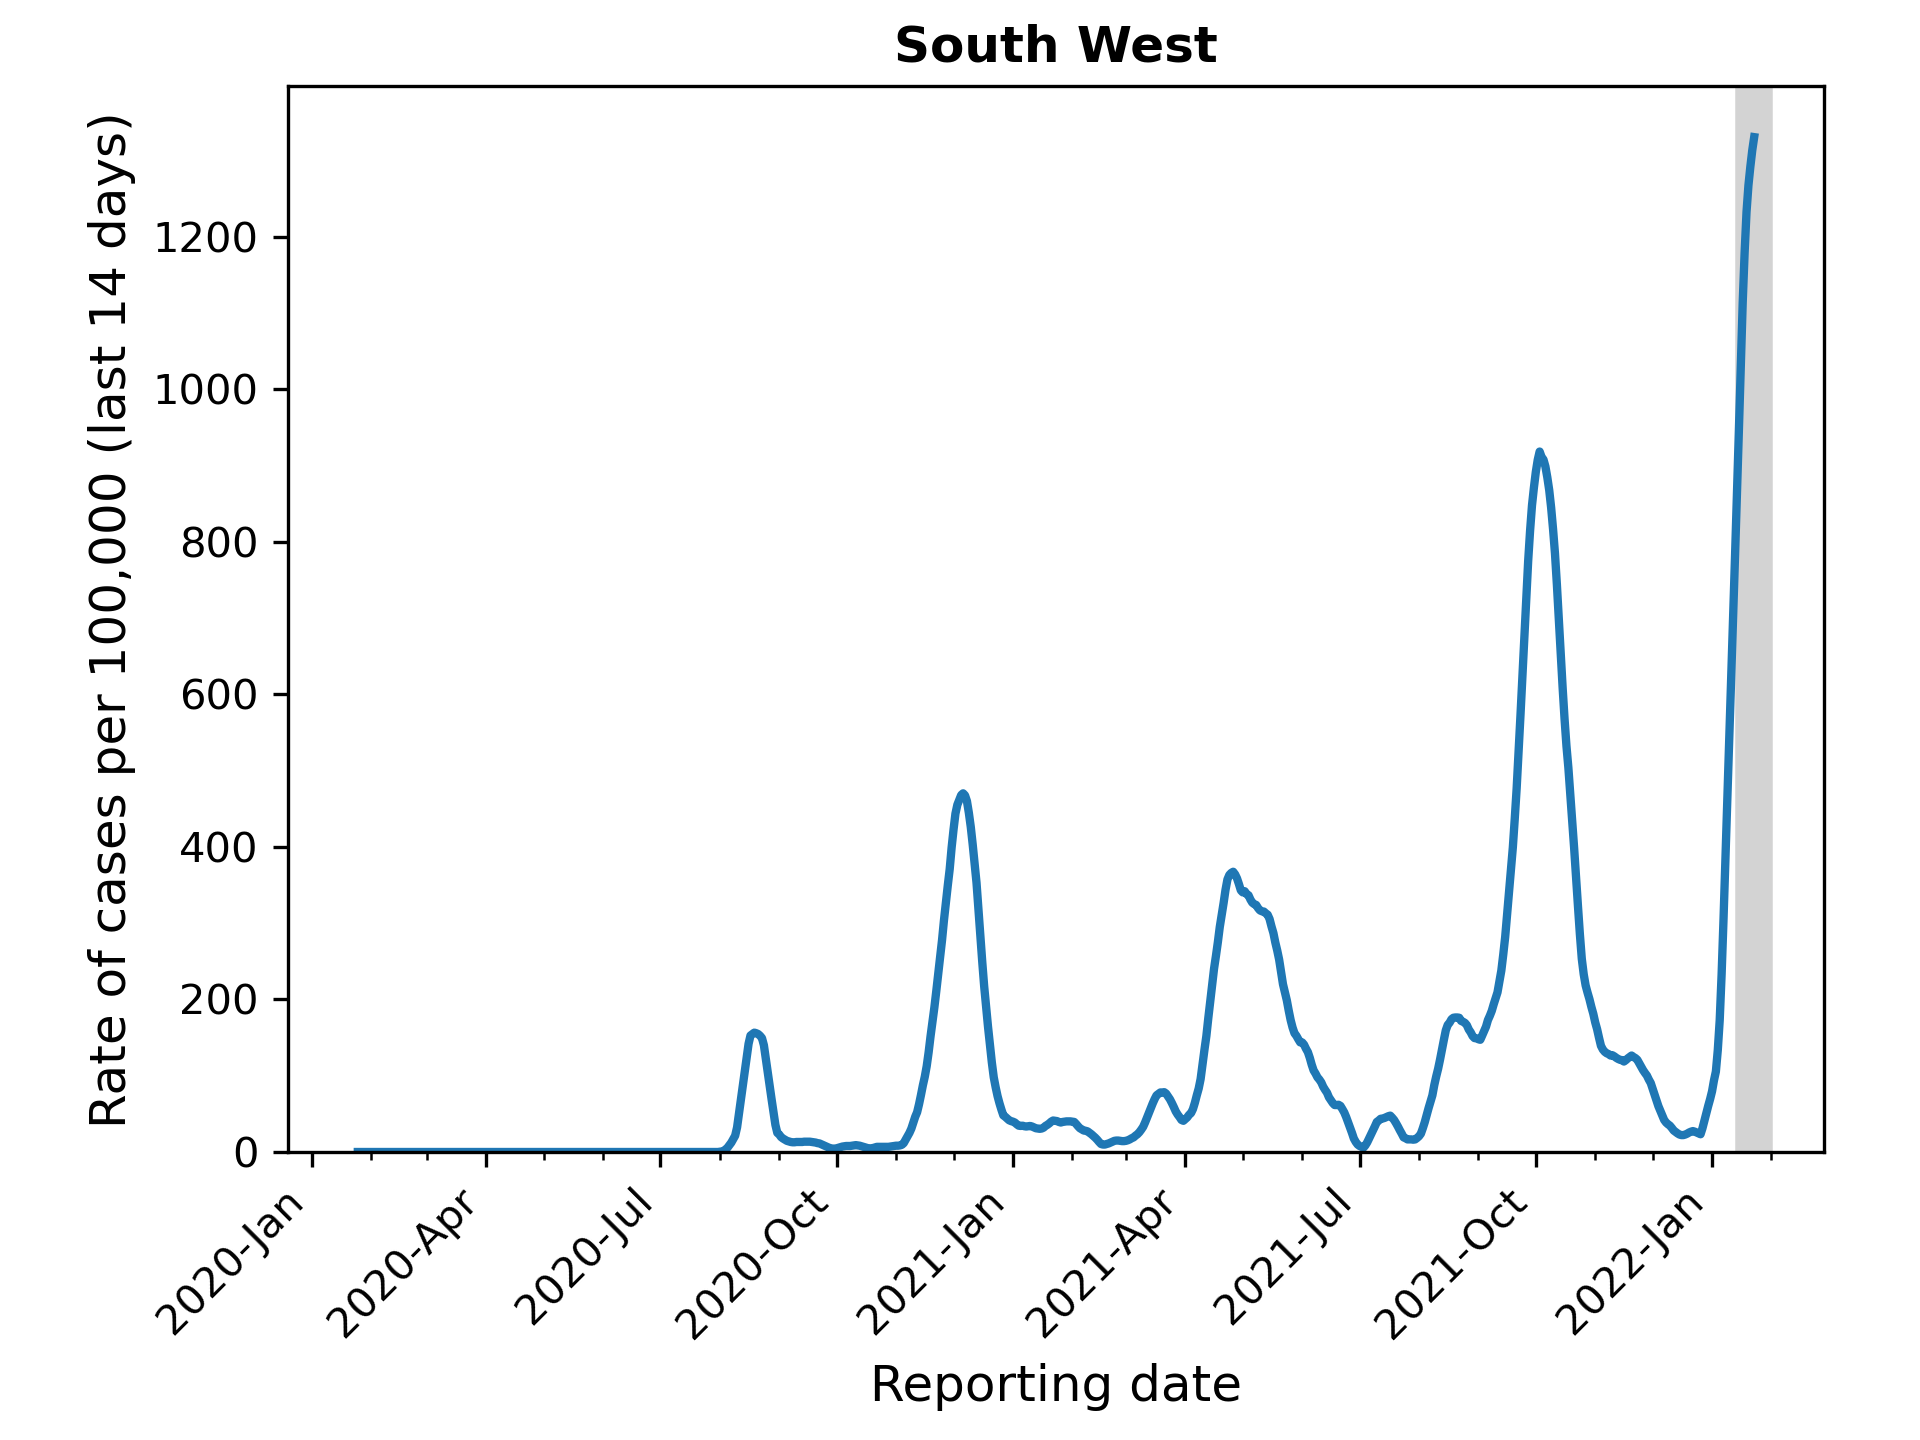 South West
Rate of cases per 100,000 (last 14 days)
1200
1000
800
600
400
200
0
2020-Jan
2020-Apr
2020-Jul
2020-Oct
2021-Jan
2021-Apr
2021-Jul
2021-Oct
2022-Jan
Reporting date